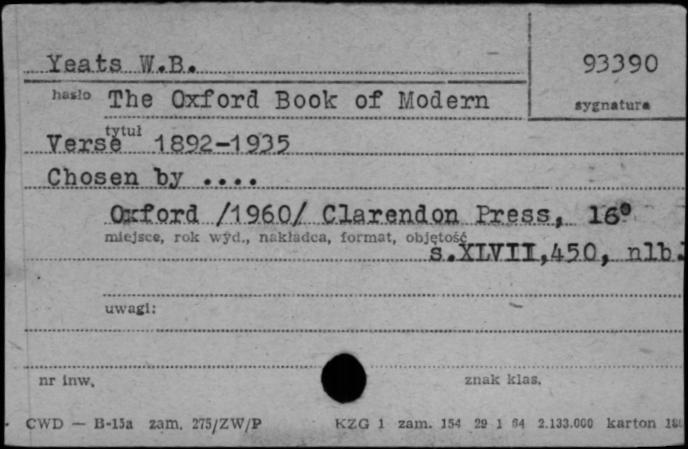 Yeats W.B.
93390
hasło The Oxford Book of Modern
sygnatura
tytuł
Verse 1892-1935
Chosen by ....
Oxford /1960/ Clarendon Press, 16°
miejsce, rok wyd., nakładca, format, objętość
s.XLVII,450, nlb.
uwagi:
nr inw.
znak klas.
CWD — B-15a zam. 275/ZW/P
KZG 1 zam. 154 29 1 64 2.133.000 karton